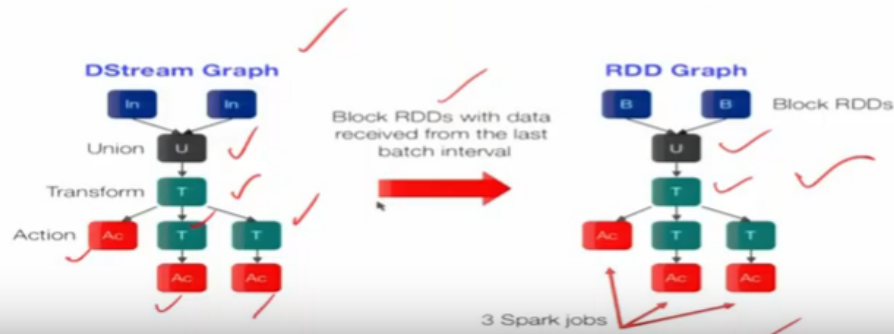 DStream Graph
In In
Union U
Transform T
Action Ac T T
Ac Ac
Block RDDs with data
received from the last
batch interval
RDD Graph
B B Block RDDs
U
T
Ac T T
Ac Ac
3 Spark jobs